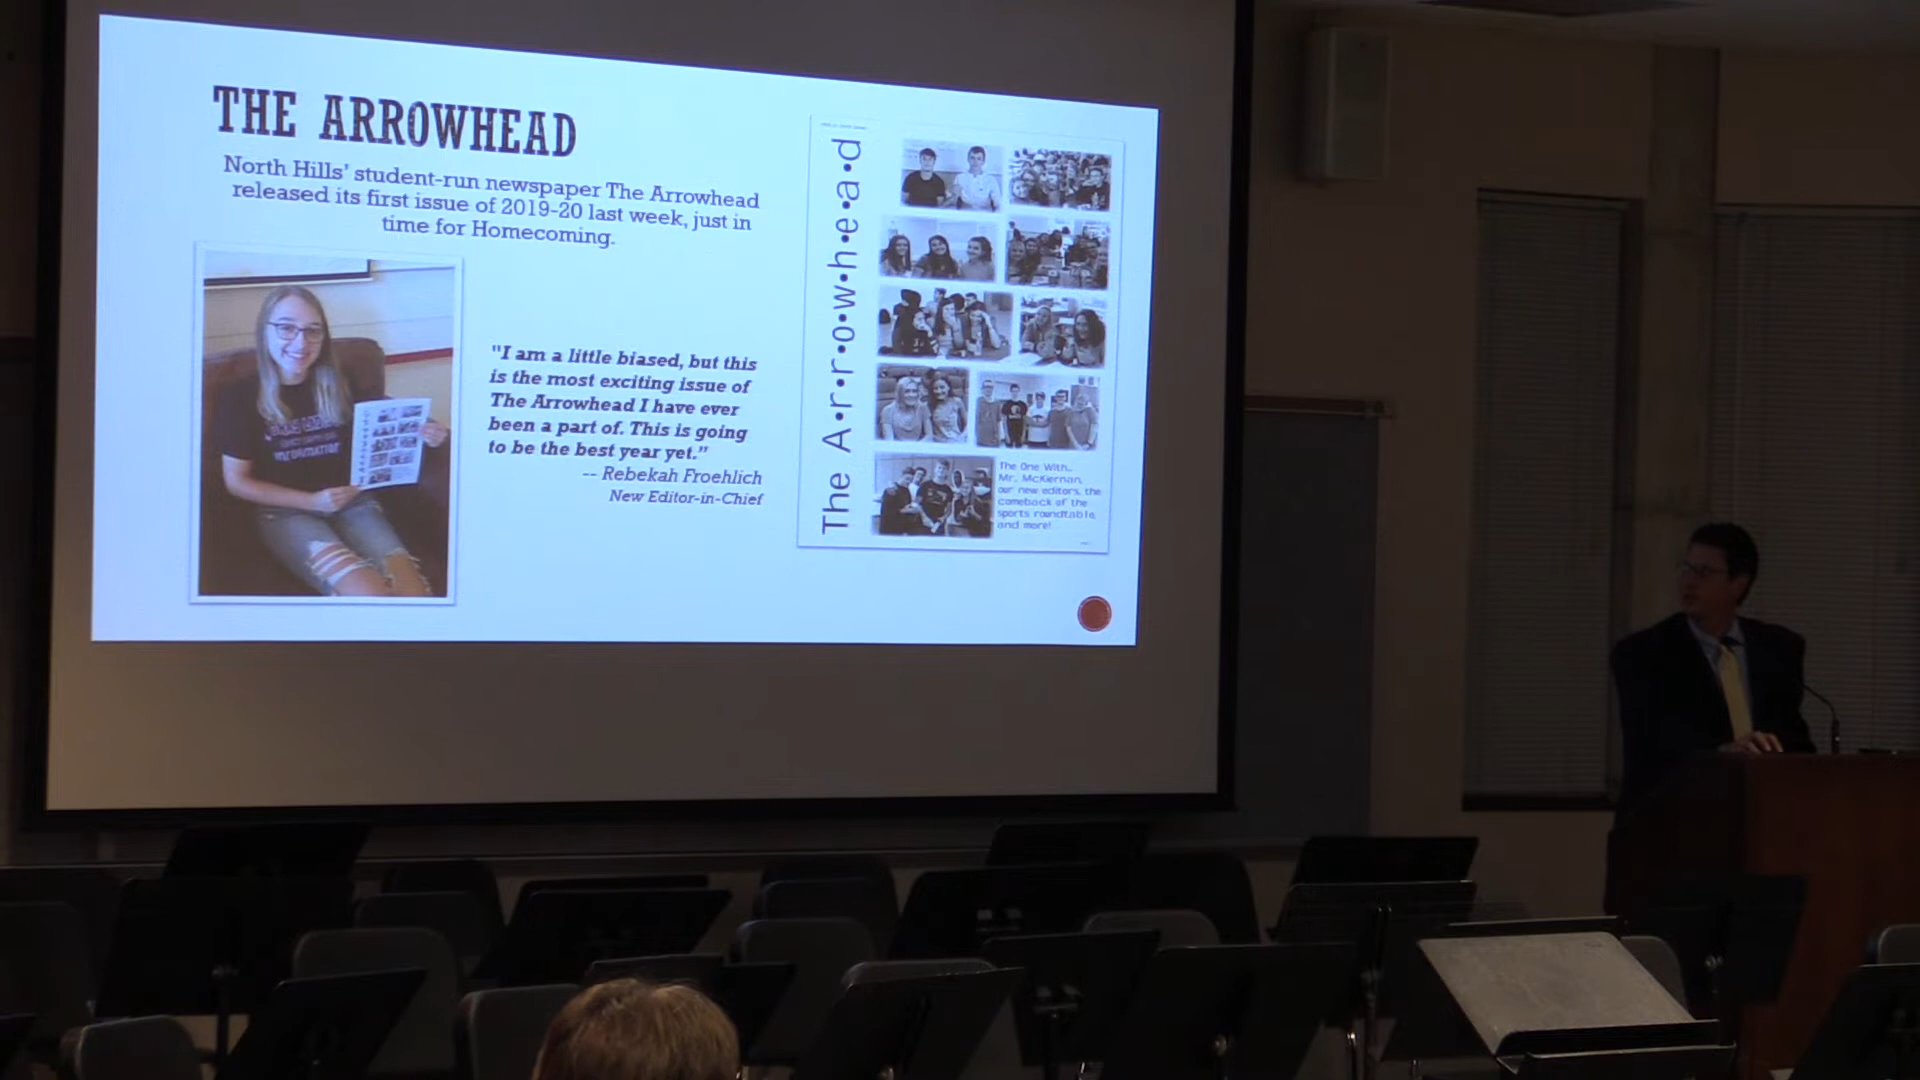 THE ARROWHEAD
North Hills' student-run newspaper The Arrowhead
released its first issue of 2019-20 last week, just in
time for Homecoming.
"I am a little biased, but this
is the most exciting issue of
The Arrowhead I have ever
been a part of. This is going
to be the best year yet."
-- Rebekah Froehlich
New Editor-in-Chief
The A•r•r•o•w•h•e•a•d
The One With...
Mr. McKiernan,
our new editors, the
comeback of the
sports roundtable,
and more!